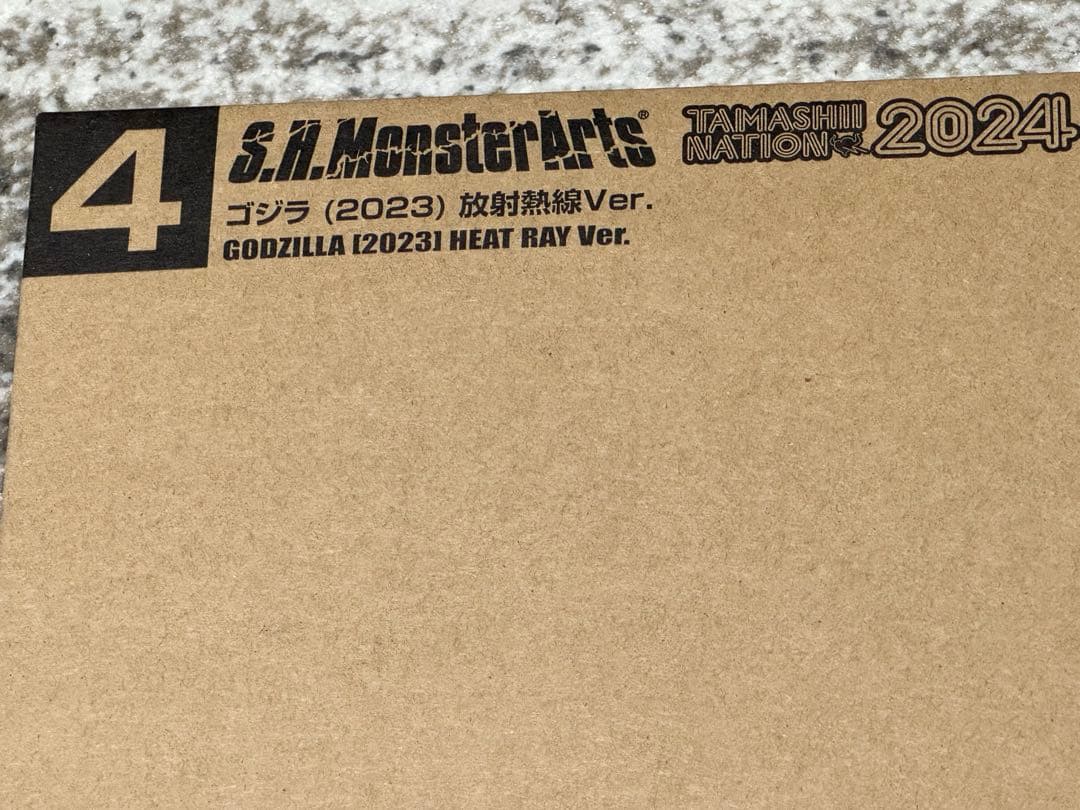 4
S.H.MonsterArts®
TAMASHII
NATION 2024
ゴジラ (2023) 放射熱線Ver.
GODZILLA [2023] HEAT RAY Ver.